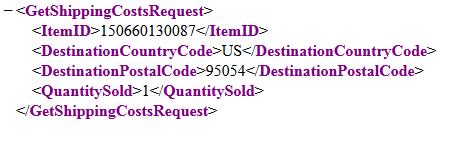 − <GetShippingCostsRequest>
<ItemID>150660130087</ItemID>
<DestinationCountryCode>US</DestinationCountryCode>
<DestinationPostalCode>95054</DestinationPostalCode>
<QuantitySold>1</QuantitySold>
</GetShippingCostsRequest>